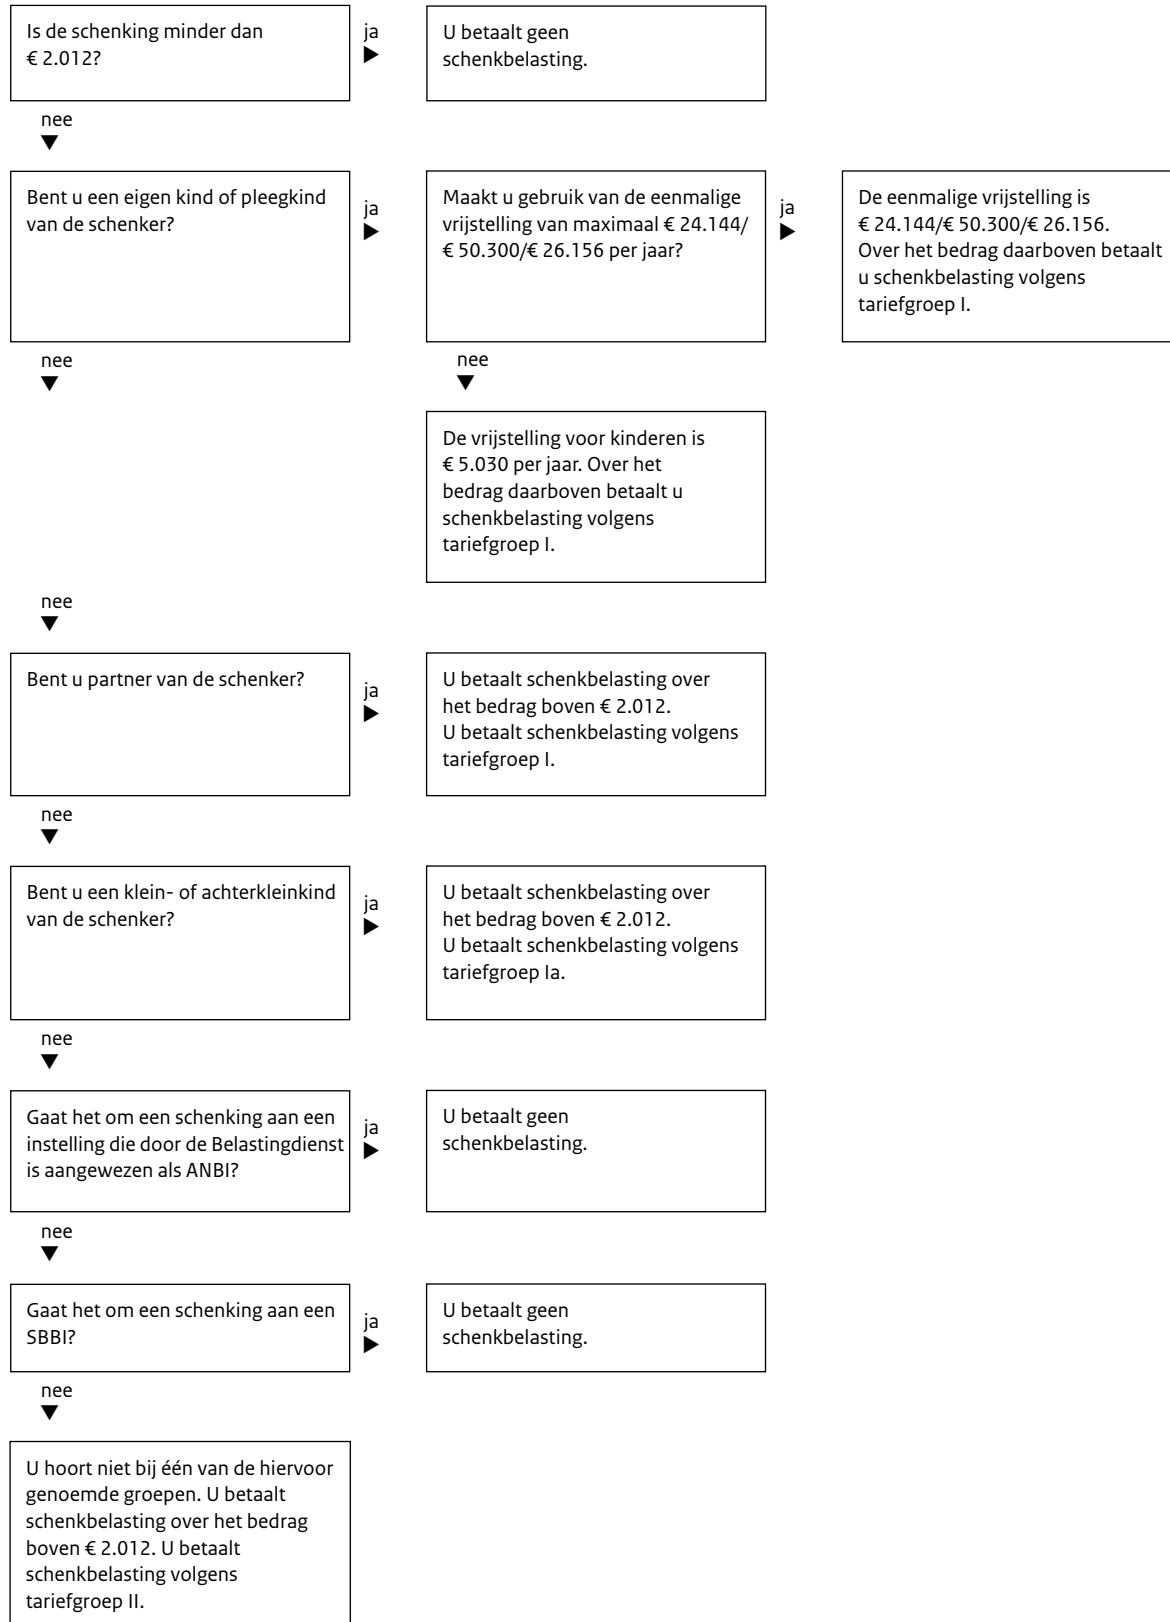 Is de schenking minder dan
€ 2.012?
ja
U betaalt geen
schenkbelasting.
nee
Bent u een eigen kind of pleegkind
van de schenker?
ja
Maakt u gebruik van de eenmalige
vrijstelling van maximaal € 24.144/
€ 50.300/€ 26.156 per jaar?
ja
De eenmalige vrijstelling is
€ 24.144/€ 50.300/€ 26.156.
Over het bedrag daarboven betaalt
u schenkbelasting volgens
tariefgroep I.
nee
nee
De vrijstelling voor kinderen is
€ 5.030 per jaar. Over het
bedrag daarboven betaalt u
schenkbelasting volgens
tariefgroep I.
nee
Bent u partner van de schenker?
ja
U betaalt schenkbelasting over
het bedrag boven € 2.012.
U betaalt schenkbelasting volgens
tariefgroep I.
nee
Bent u een klein- of achterkleinkind
van de schenker?
ja
U betaalt schenkbelasting over
het bedrag boven € 2.012.
U betaalt schenkbelasting volgens
tariefgroep Ia.
nee
Gaat het om een schenking aan een
instelling die door de Belastingdienst
is aangewezen als ANBI?
ja
U betaalt geen
schenkbelasting.
nee
Gaat het om een schenking aan een
SBBI?
ja
U betaalt geen
schenkbelasting.
nee
U hoort niet bij één van de hiervoor
genoemde groepen. U betaalt
schenkbelasting over het bedrag
boven € 2.012. U betaalt
schenkbelasting volgens
tariefgroep II.